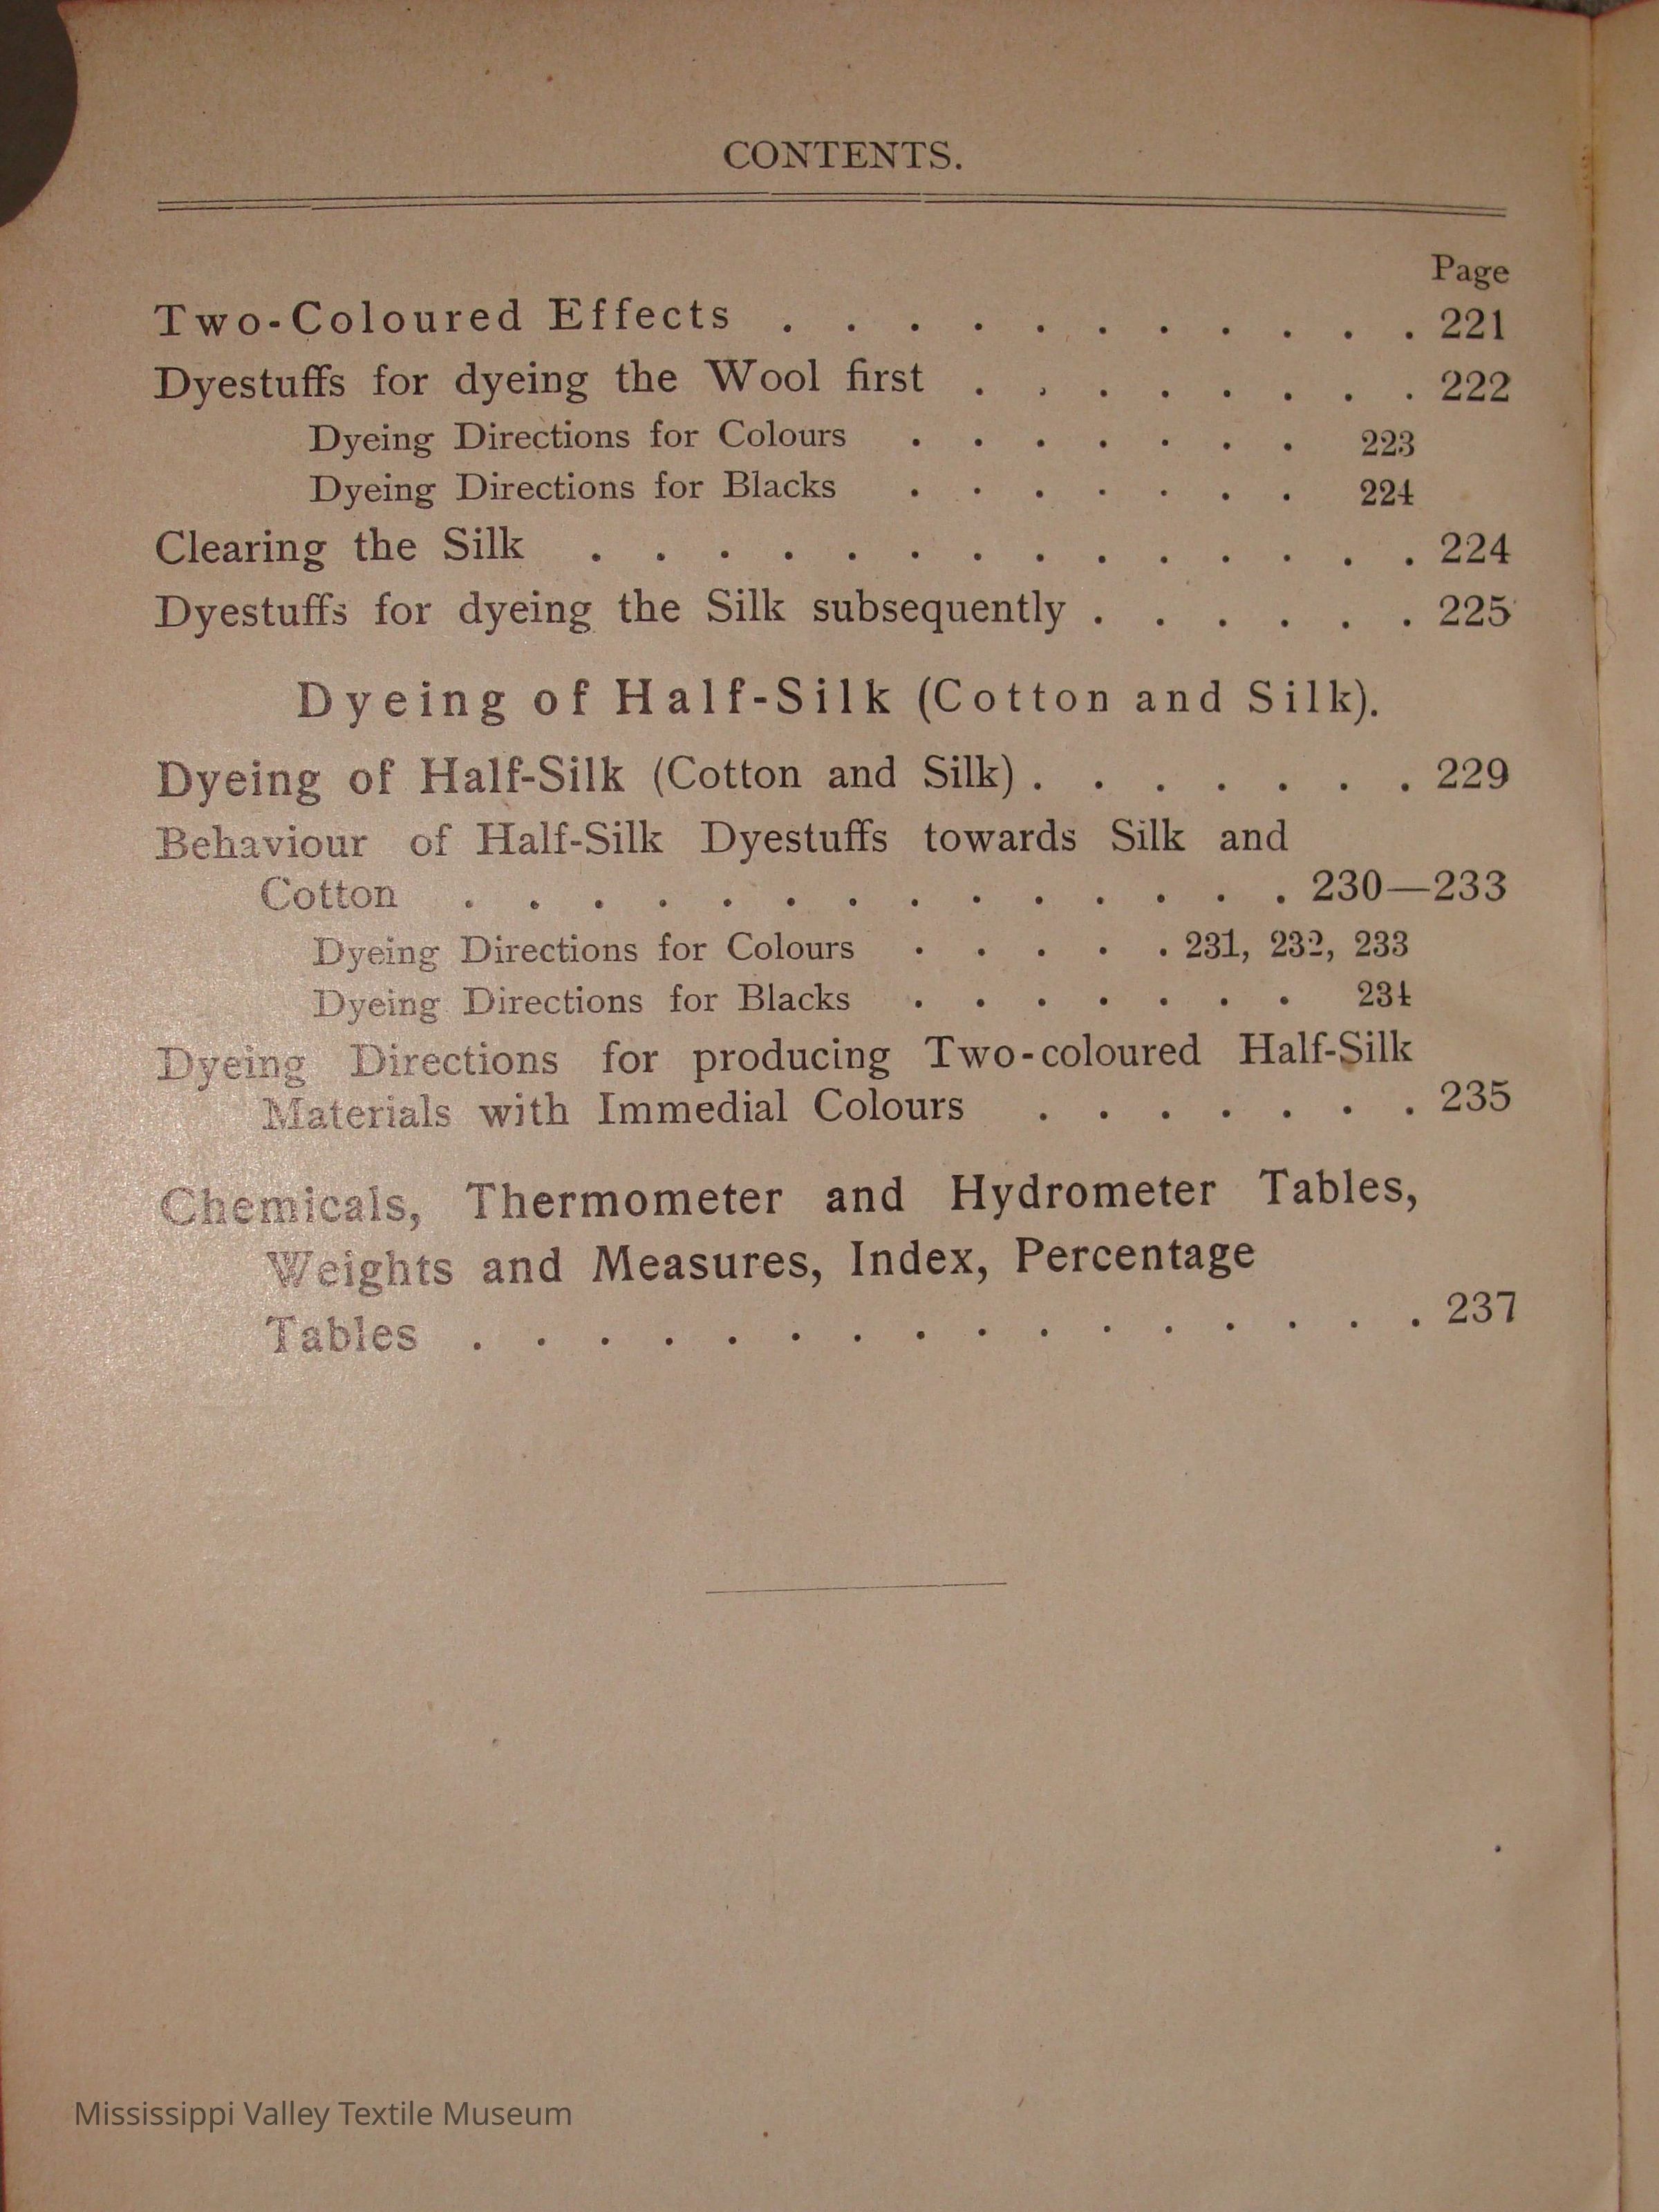 CONTENTS.
Page
Two-Coloured Effects . . . . . . . . . . . 221
Dyestuffs for dyeing the Wool first . . . . . . . . 222
Dyeing Directions for Colours . . . . . . . 223
Dyeing Directions for Blacks . . . . . . . 224
Clearing the Silk . . . . . . . . . . . . . . 224
Dyestuffs for dyeing the Silk subsequently . . . . . . 225
Dyeing of Half-Silk (Cotton and Silk).
Dyeing of Half-Silk (Cotton and Silk) . . . . . . . 229
Behaviour of Half-Silk Dyestuffs towards Silk and
Cotton . . . . . . . . . . . . . . 230—233
Dyeing Directions for Colours . . . . . 231, 232, 233
Dyeing Directions for Blacks . . . . . . . 234
Dyeing Directions for producing Two-coloured Half-Silk
Materials with Immedial Colours . . . . . . . 235
Chemicals, Thermometer and Hydrometer Tables,
Weights and Measures, Index, Percentage
Tables . . . . . . . . . . . . . . . . 237
Mississippi Valley Textile Museum